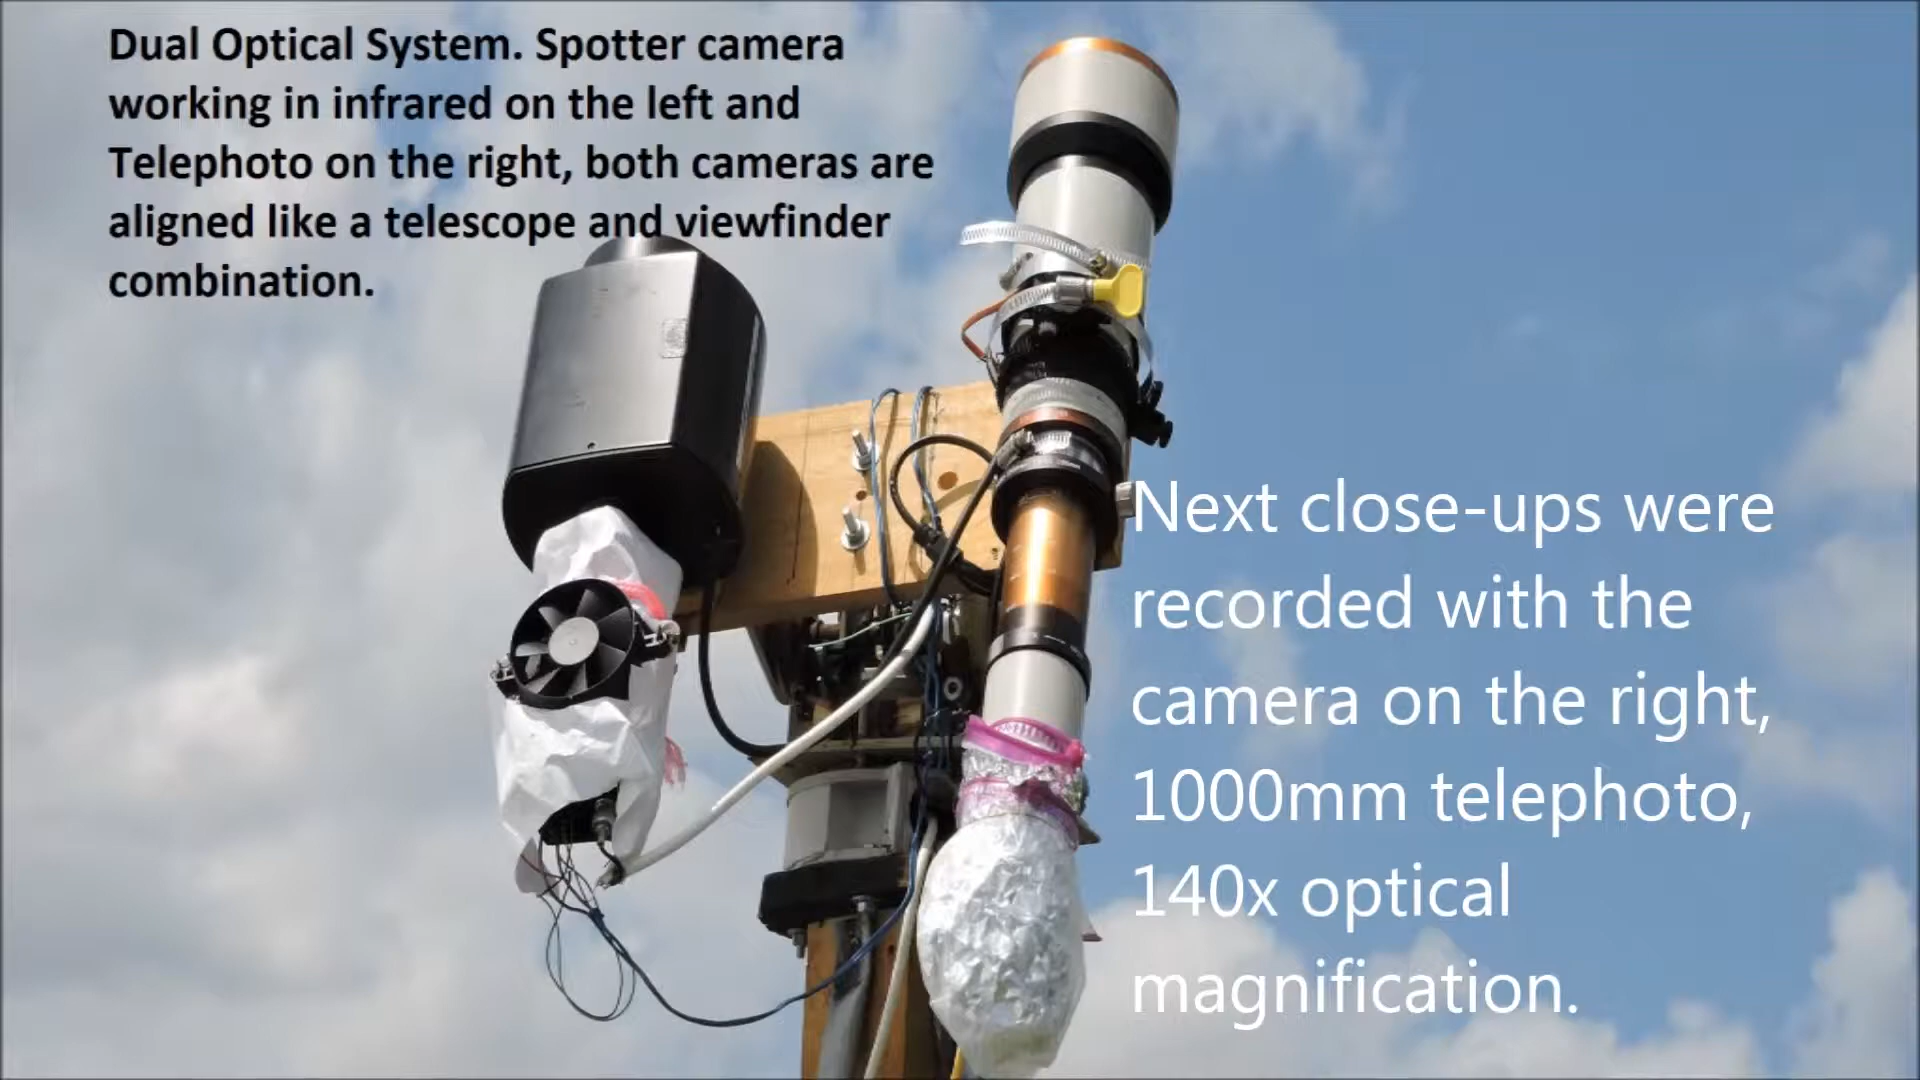 Dual Optical System. Spotter camera
working in infrared on the left and
Telephoto on the right, both cameras are
aligned like a telescope and viewfinder
combination.
Next close-ups were
recorded with the
camera on the right,
1000mm telephoto,
140x optical
magnification.